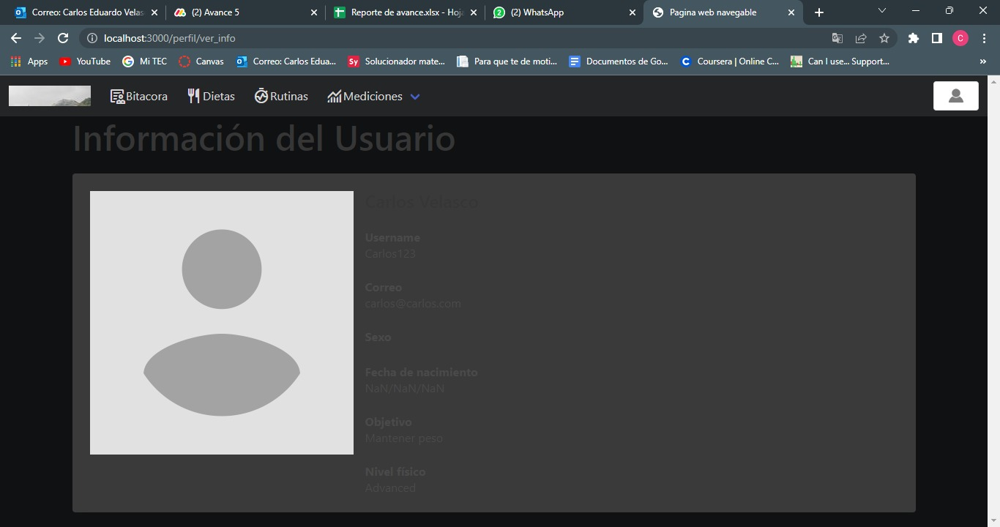 Correo: Carlos Eduardo Velas
(2) Avance 5
Reporte de avance.xlsx - Hoja
(2) WhatsApp
Pagina web navegable
localhost:3000/perfil/ver_info
C
Apps
YouTube
Mi TEC
Canvas
Correo: Carlos Edua...
Sy
Solucionador mate...
Para que te de moti...
Documentos de Go...
Coursera | Online C...
Can I use... Support...
»
Bitacora
Dietas
Rutinas
Mediciones
Información del Usuario
Carlos Velasco
Username
Carlos123
Correo
carlos@carlos.com
Sexo
Fecha de nacimiento
NaN/NaN/NaN
Objetivo
Mantener peso
Nivel físico
Advanced